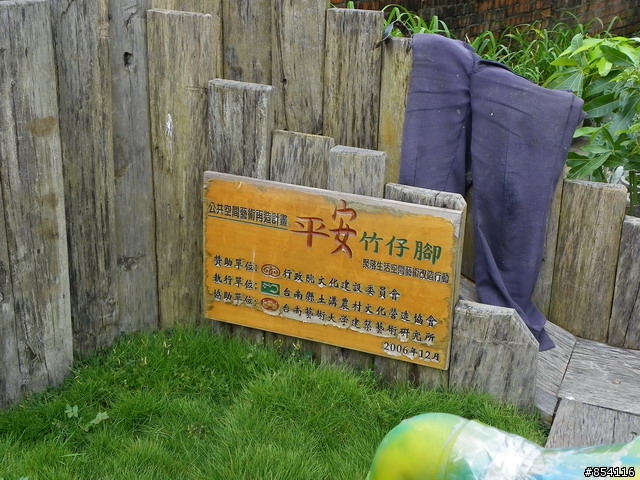 公共空間藝術再造計畫
平安竹仔腳
聚落生活空間藝術改造行動
贊助單位:行政院文化建設委員會
執行單位:台南縣土溝農村文化營造協會
協助單位:台南藝術大學建築藝術研究所
2006年12月
#854116